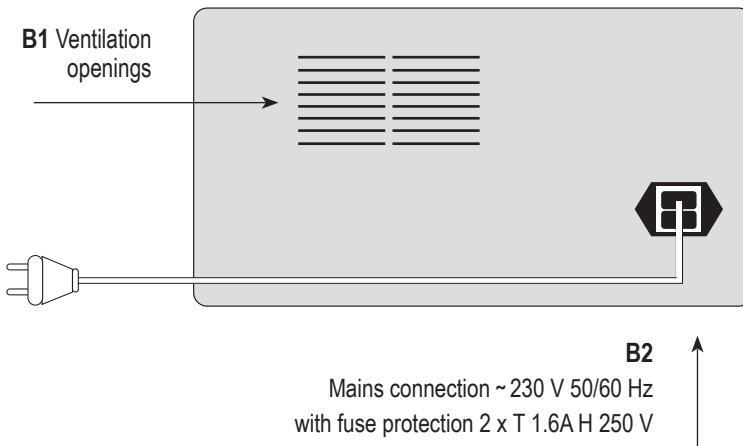 B1 Ventilation
openings
B2
Mains connection ~ 230 V 50/60 Hz
with fuse protection 2 x T 1.6A H 250 V